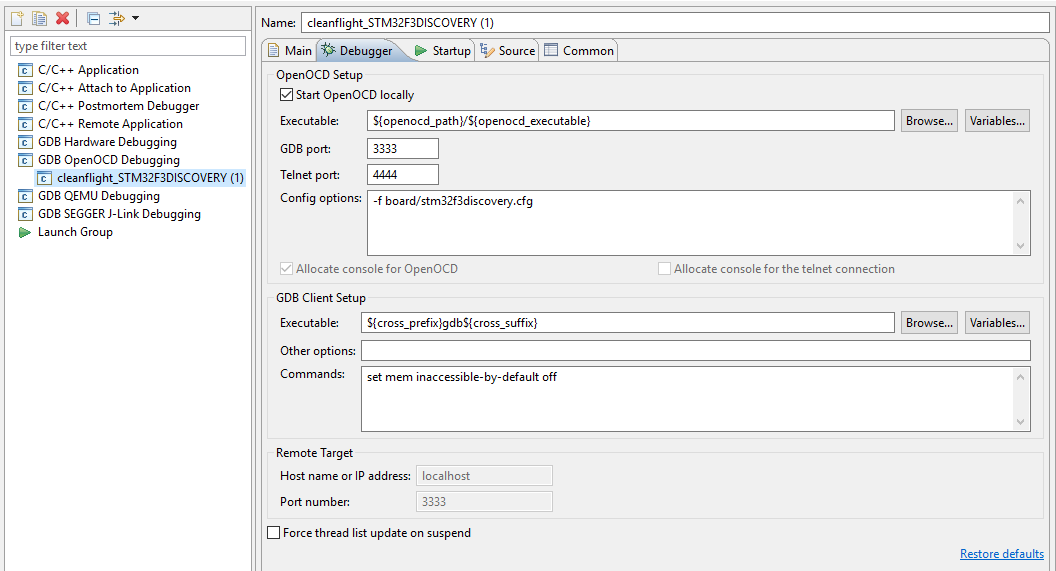 Name: cleanflight_STM32F3DISCOVERY (1)
type filter text
C/C++ Application
C/C++ Attach to Application
C/C++ Postmortem Debugger
C/C++ Remote Application
GDB Hardware Debugging
GDB OpenOCD Debugging
cleanflight_STM32F3DISCOVERY (1)
GDB QEMU Debugging
GDB SEGGER J-Link Debugging
Launch Group
Main Debugger Startup Source Common
OpenOCD Setup
Start OpenOCD locally
Executable: ${openocd_path}/${openocd_executable} Browse... Variables...
GDB port: 3333
Telnet port: 4444
Config options: -f board/stm32f3discovery.cfg
Allocate console for OpenOCD Allocate console for the telnet connection
GDB Client Setup
Executable: ${cross_prefix}gdb${cross_suffix} Browse... Variables...
Other options:
Commands: set mem inaccessible-by-default off
Remote Target
Host name or IP address: localhost
Port number: 3333
Force thread list update on suspend
Restore defaults